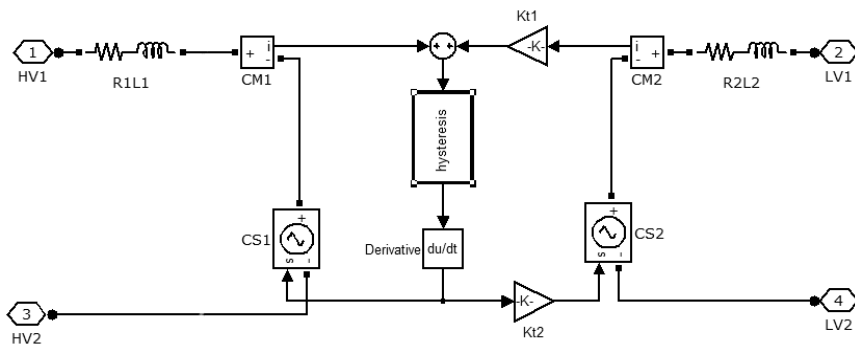 Kt1
1
HV1
R1L1
+
i
-
CM1
+ +
-K-
i
-
+
CM2
R2L2
2
LV1
hysteresis
CS1
+
s
-
Derivative
du/dt
+
s
-
CS2
3
HV2
-K-
Kt2
4
LV2